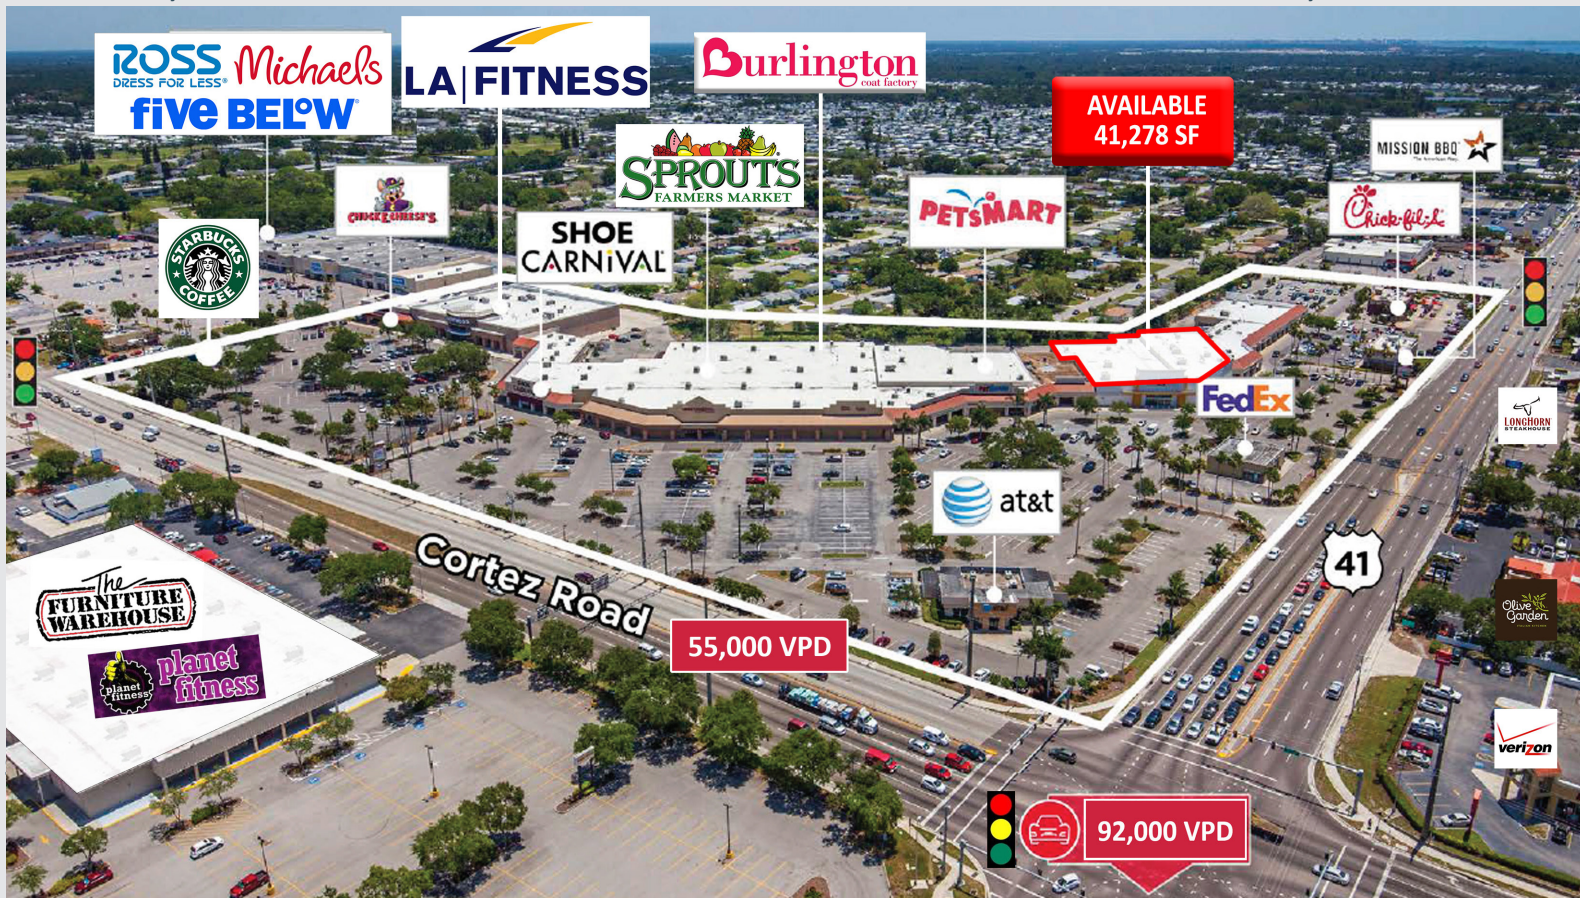 ROSS
DRESS FOR LESS®
Michaels
five BELOW
LA|FITNESS
Burlington
coat factory
AVAILABLE
41,278 SF
MISSION BBQ
SPROUTS
FARMERS MARKET
CHUCK E CHEESE'S
PETSMART
Chick-fil-A
STARBUCKS
COFFEE
SHOE
CARNiVAL
FedEx
LONGHORN
STEAKHOUSE
at&t
Cortez Road
41
The
FURNITURE
WAREHOUSE
Olive
Garden
55,000 VPD
planet
fitness
planet
fitness
verizon
92,000 VPD